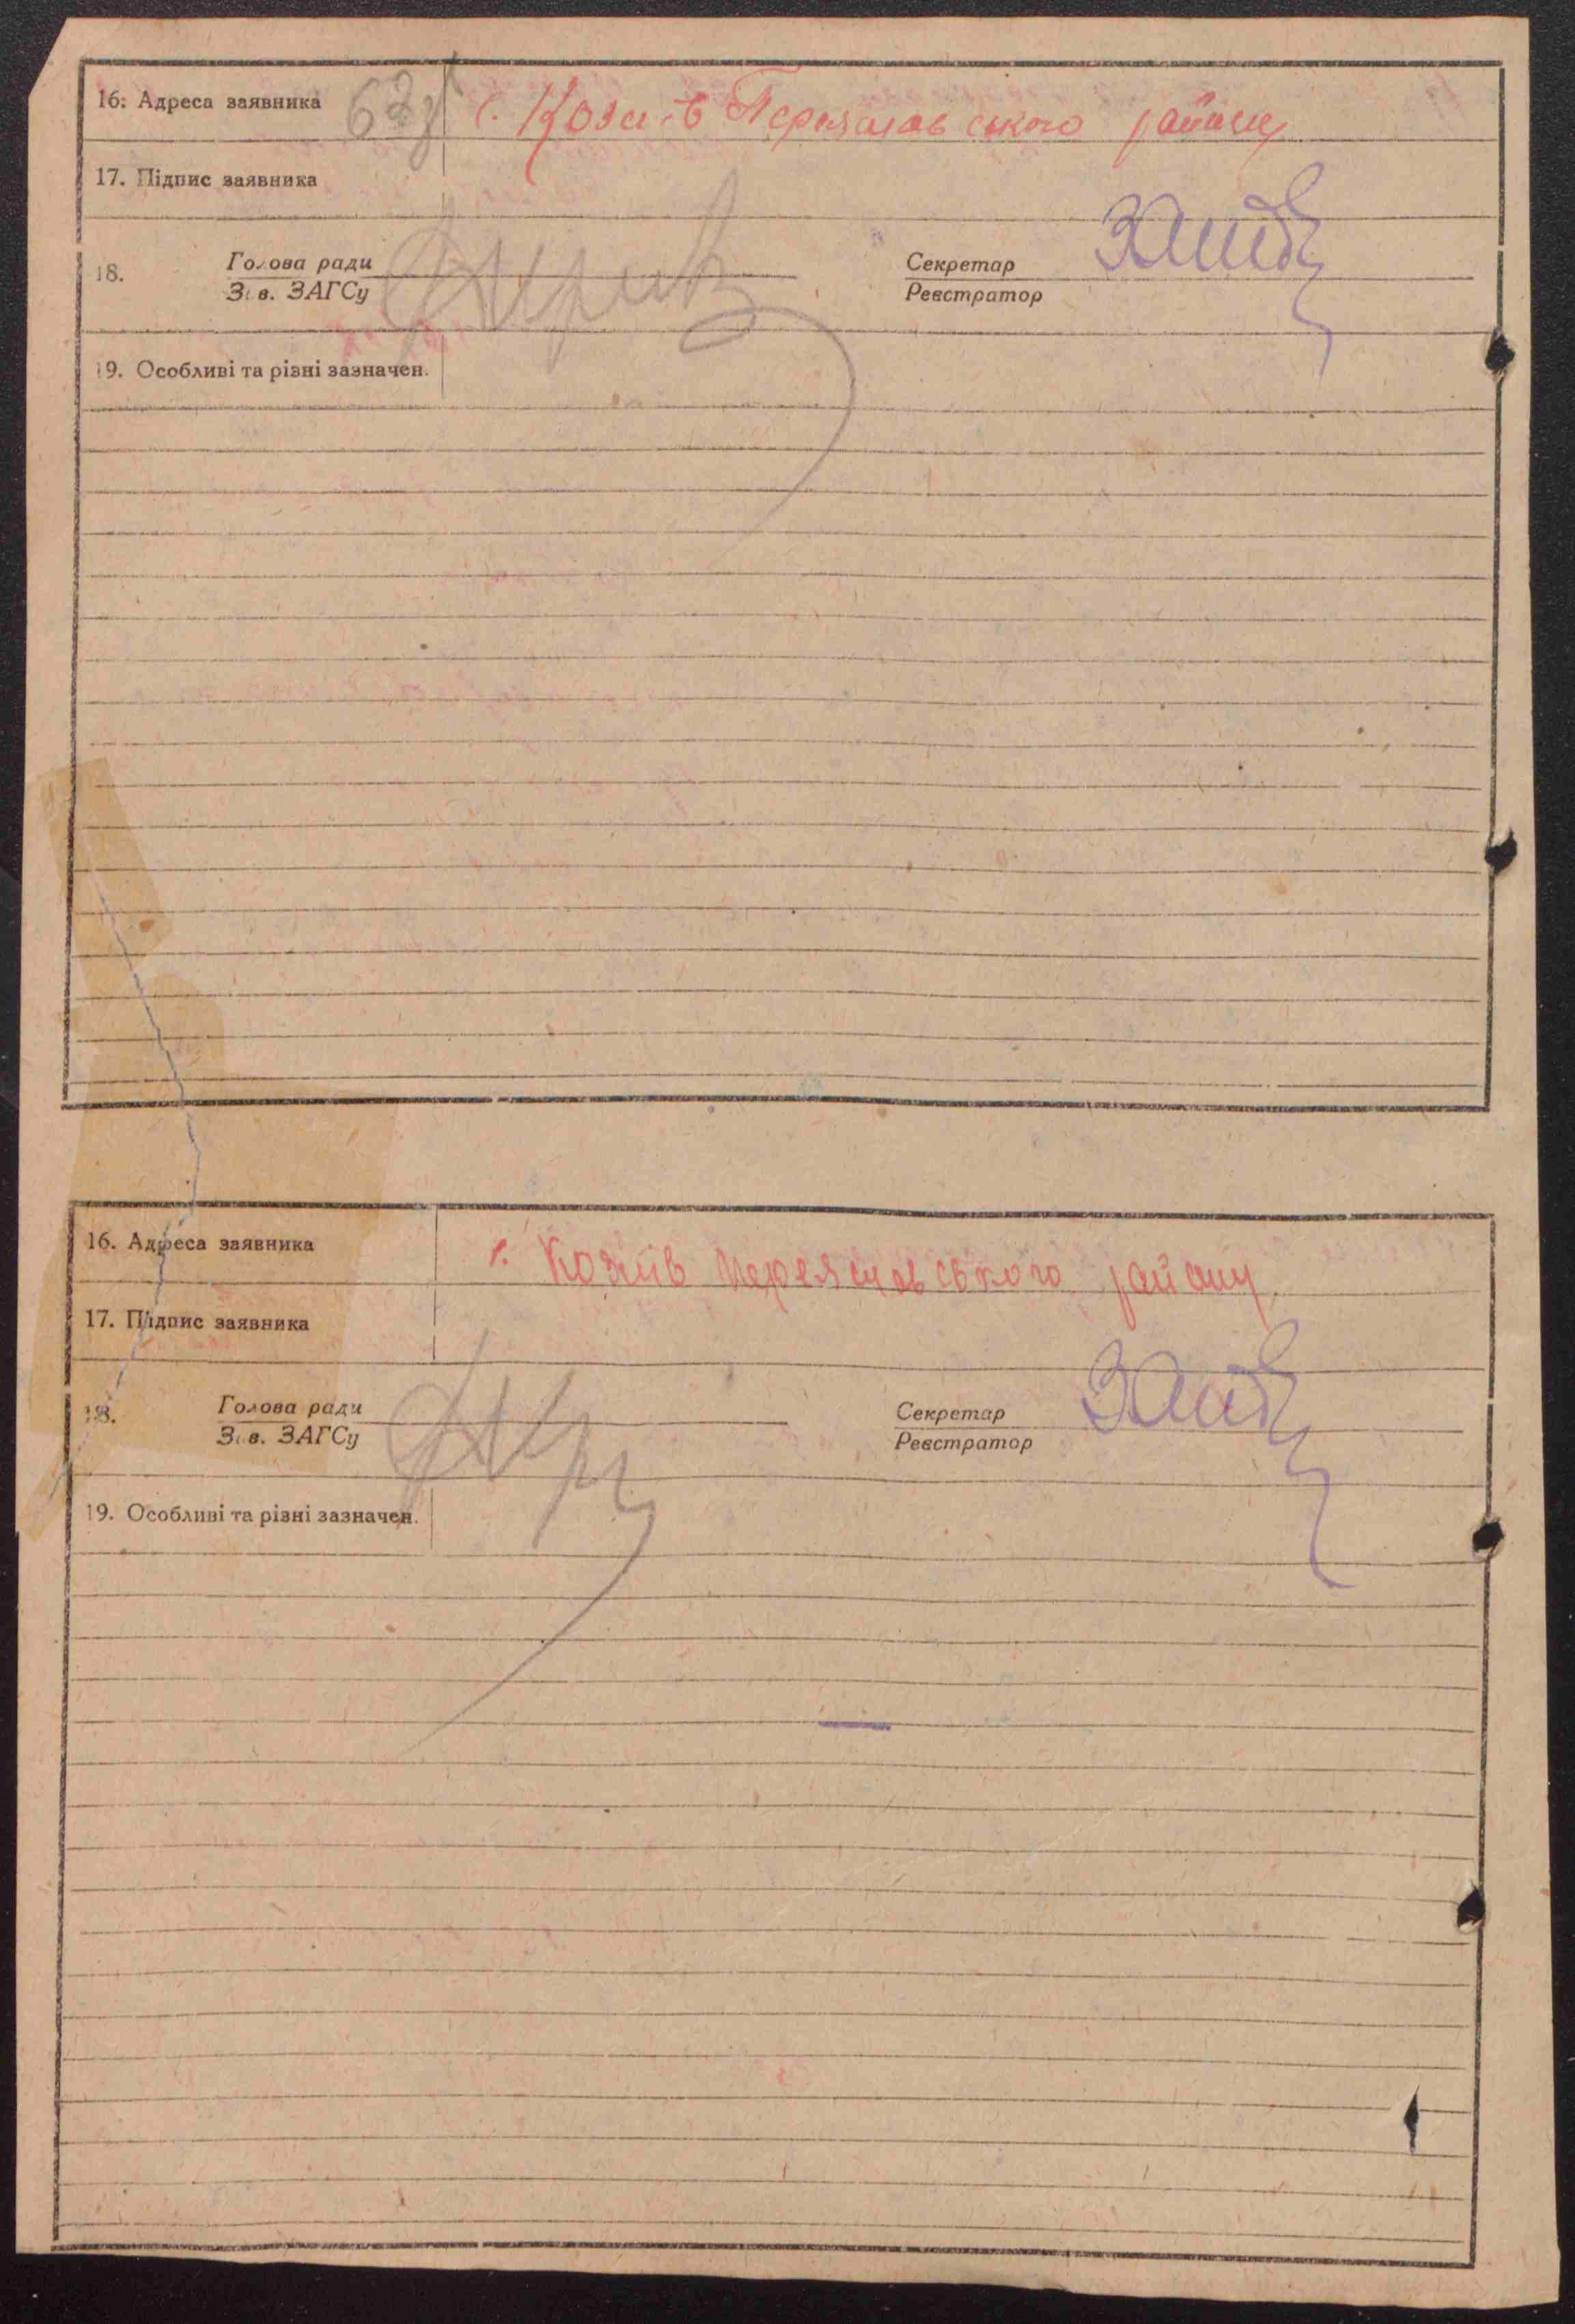 16. Адреса заявника 67 зв с. Козлів Переяславського району
17. Підпис заявника
18. Голова ради Секретар
Зав. ЗАГСу Реєстратор
19. Особливі та різні зазначен.
16. Адреса заявника с. Козлів Переяславського району
17. Підпис заявника
18. Голова ради Секретар
Зав. ЗАГСу Реєстратор
19. Особливі та різні зазначен.